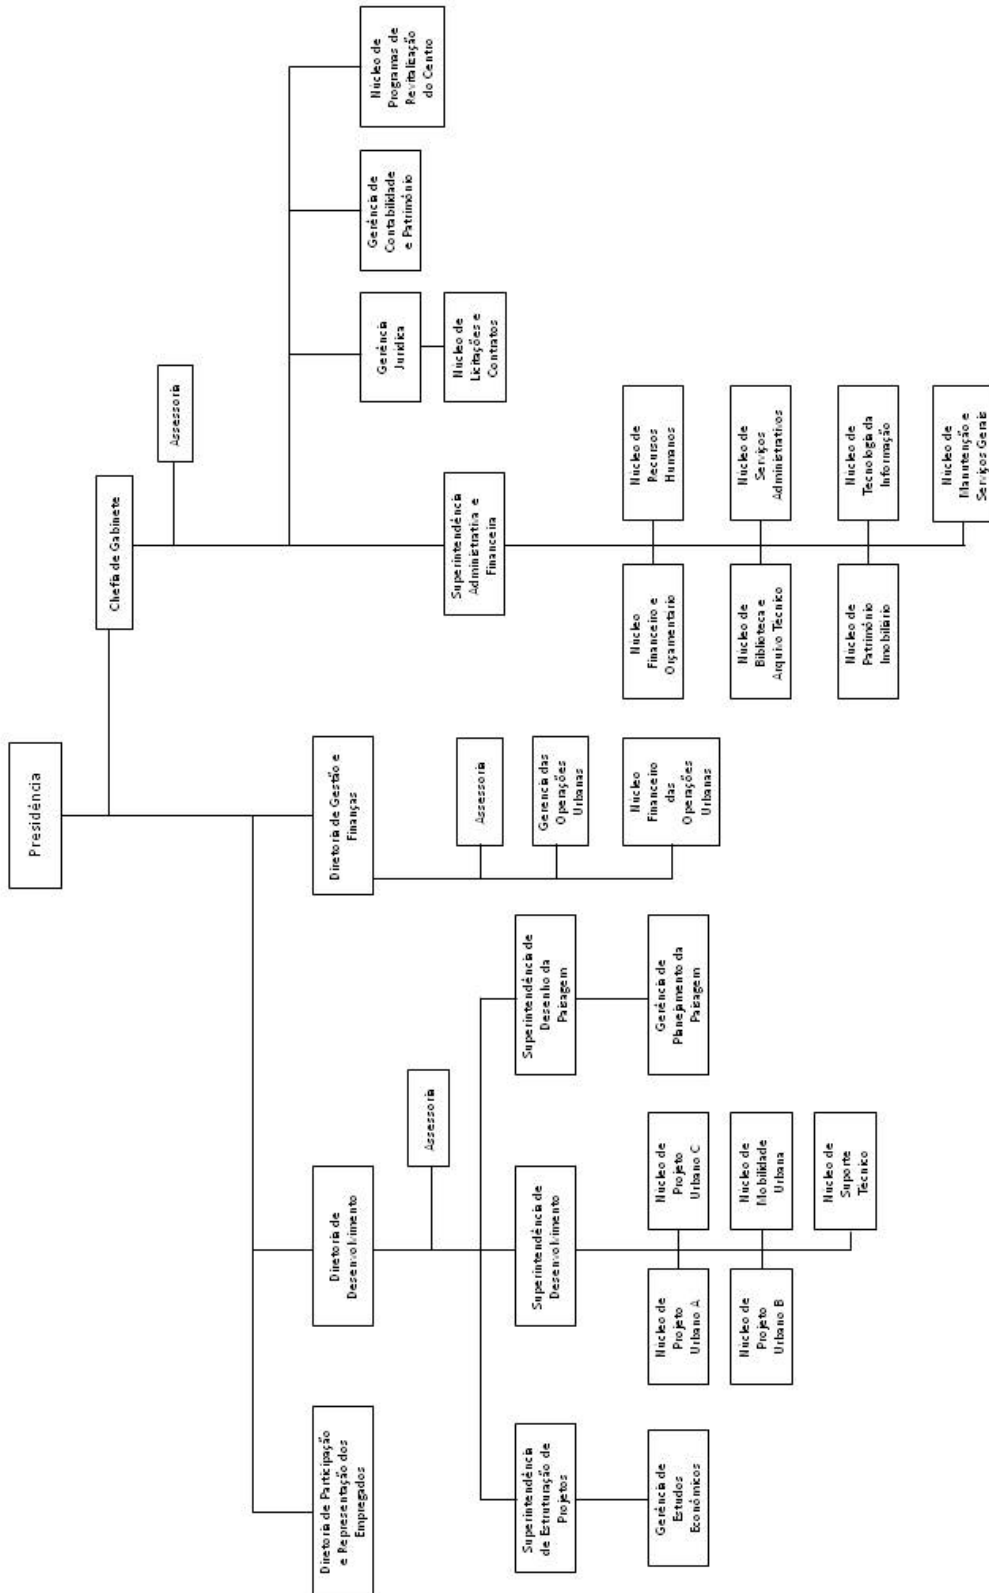 Presidência
Chefia de Gabinete
Assessoria
Diretoria de Participação
e Representação dos
Empregados
Diretoria de
Desenvolvimento
Diretoria de Gestão e
Finanças
Gerência
Jurídica
Gerência de
Contabilidade
e Patrimônio
Núcleo de
Programas de
Revitalização
do Centro
Núcleo de
Licitações e
Contratos
Assessoria
Assessoria
Superintendência
Administrativa e
Financeira
Superintendência
de Estruturação de
Projetos
Superintendência de
Desenvolvimento
Superintendência de
Desenho da
Paisagem
Gerencia das
Operações
Urbanas
Núcleo
Financeiro
das
Operações
Urbanas
Gerência de
Estudos
Econômicos
Núcleo de
Projeto
Urbano A
Núcleo de
Projeto
Urbano C
Gerência de
Planejamento da
Paisagem
Núcleo
Financeiro e
Orçamentário
Núcleo de
Recursos
Humanos
Núcleo de
Projeto
Urbano B
Núcleo de
Mobilidade
Urbana
Núcleo de
Biblioteca e
Arquivo Tecnico
Núcleo de
Serviços
Administrativos
Núcleo de
Suporte
Técnico
Núcleo de
Patrimônio
Imobiliário
Núcleo de
Tecnologia da
Informação
Núcleo de
Manutenção e
Serviços Gerais